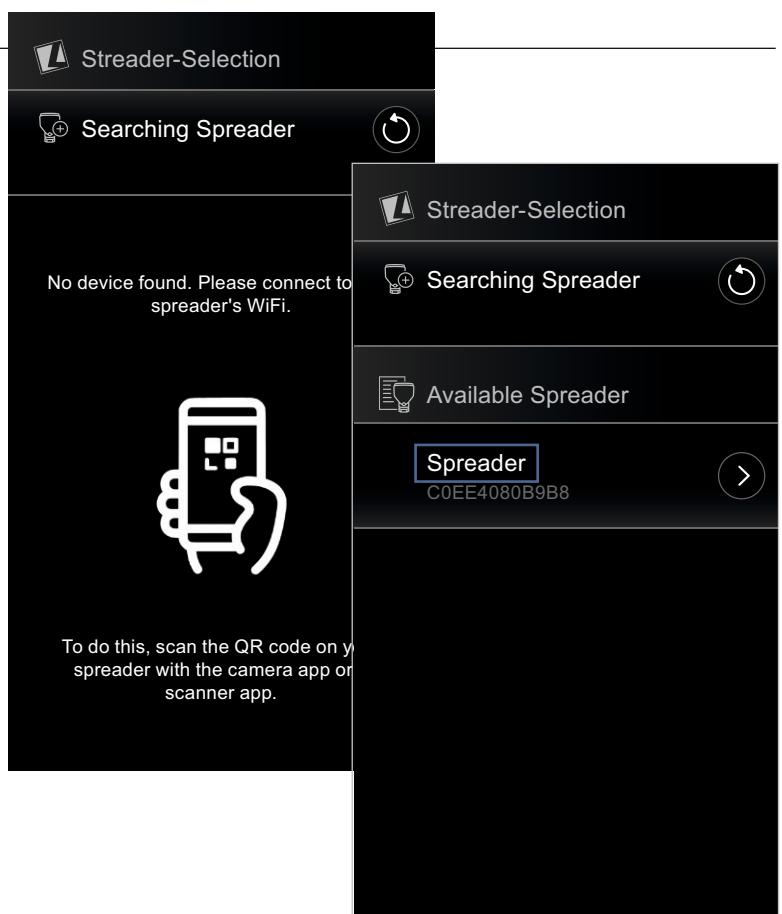 Streader-Selection
Searching Spreader
No device found. Please connect to
spreader's WiFi.
To do this, scan the QR code on
spreader with the camera app or
scanner app.
Streader-Selection
Searching Spreader
Available Spreader
Spreader
C0EE4080B9B8